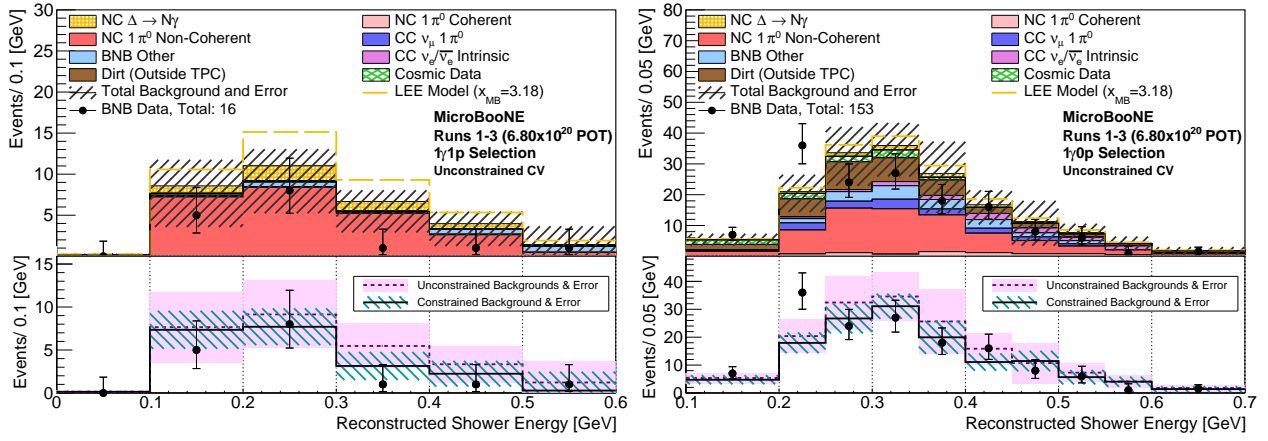 Events/ 0.1 [GeV]
30
25
20
15
10
5
NC Δ → Nγ
NC 1π⁰ Coherent
NC 1π⁰ Non-Coherent
CC ν_μ 1π⁰
BNB Other
CC ν_e/ν̅_e Intrinsic
Dirt (Outside TPC)
Cosmic Data
Total Background and Error
LEE Model (x_MB=3.18)
BNB Data, Total: 16
MicroBooNE
Runs 1-3 (6.80x10²⁰ POT)
1γ1p Selection
Unconstrained CV
Events/ 0.1 [GeV]
15
10
5
0
Unconstrained Backgrounds & Error
Constrained Background & Error
0 0.1 0.2 0.3 0.4 0.5 0.6
Reconstructed Shower Energy [GeV]
Events/ 0.05 [GeV]
80
70
60
50
40
30
20
10
NC Δ → Nγ
NC 1π⁰ Coherent
NC 1π⁰ Non-Coherent
CC ν_μ 1π⁰
BNB Other
CC ν_e/ν̅_e Intrinsic
Dirt (Outside TPC)
Cosmic Data
Total Background and Error
LEE Model (x_MB=3.18)
BNB Data, Total: 153
MicroBooNE
Runs 1-3 (6.80x10²⁰ POT)
1γ0p Selection
Unconstrained CV
Events/ 0.05 [GeV]
40
30
20
10
0
Unconstrained Backgrounds & Error
Constrained Background & Error
0.1 0.2 0.3 0.4 0.5 0.6 0.7
Reconstructed Shower Energy [GeV]